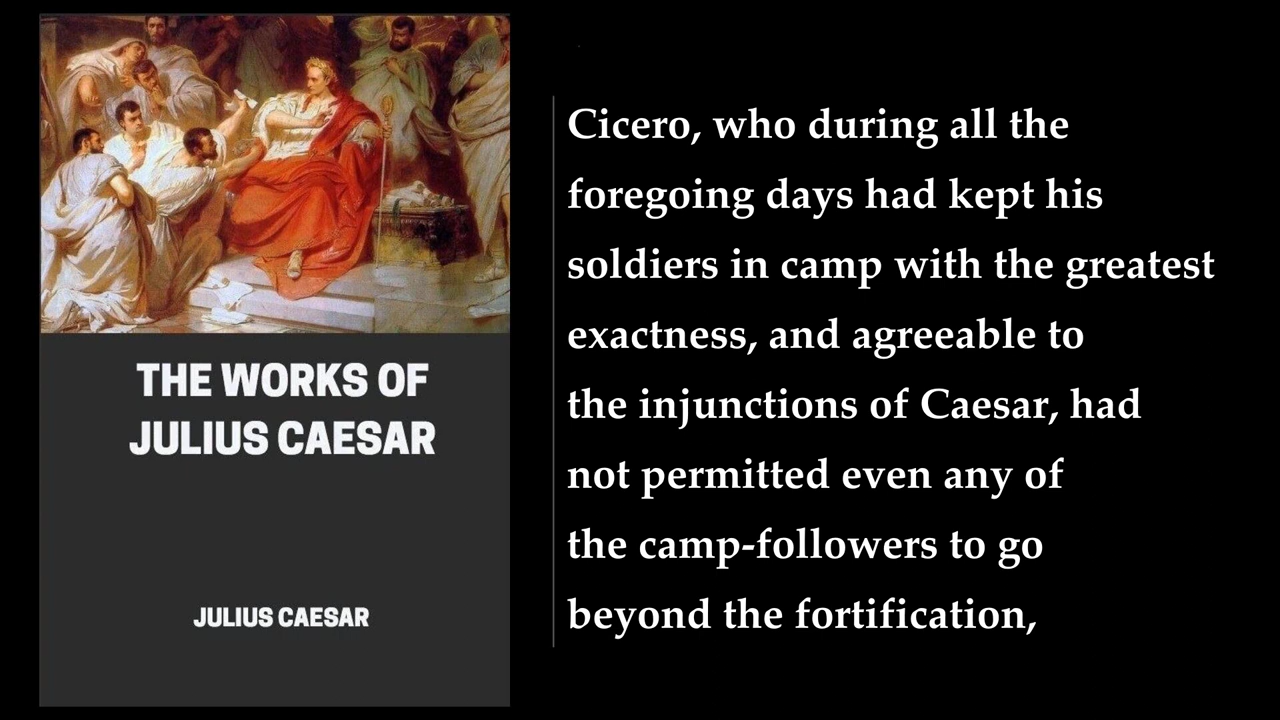 THE WORKS OF
JULIUS CAESAR
JULIUS CAESAR
Cicero, who during all the
foregoing days had kept his
soldiers in camp with the greatest
exactness, and agreeable to
the injunctions of Caesar, had
not permitted even any of
the camp-followers to go
beyond the fortification,